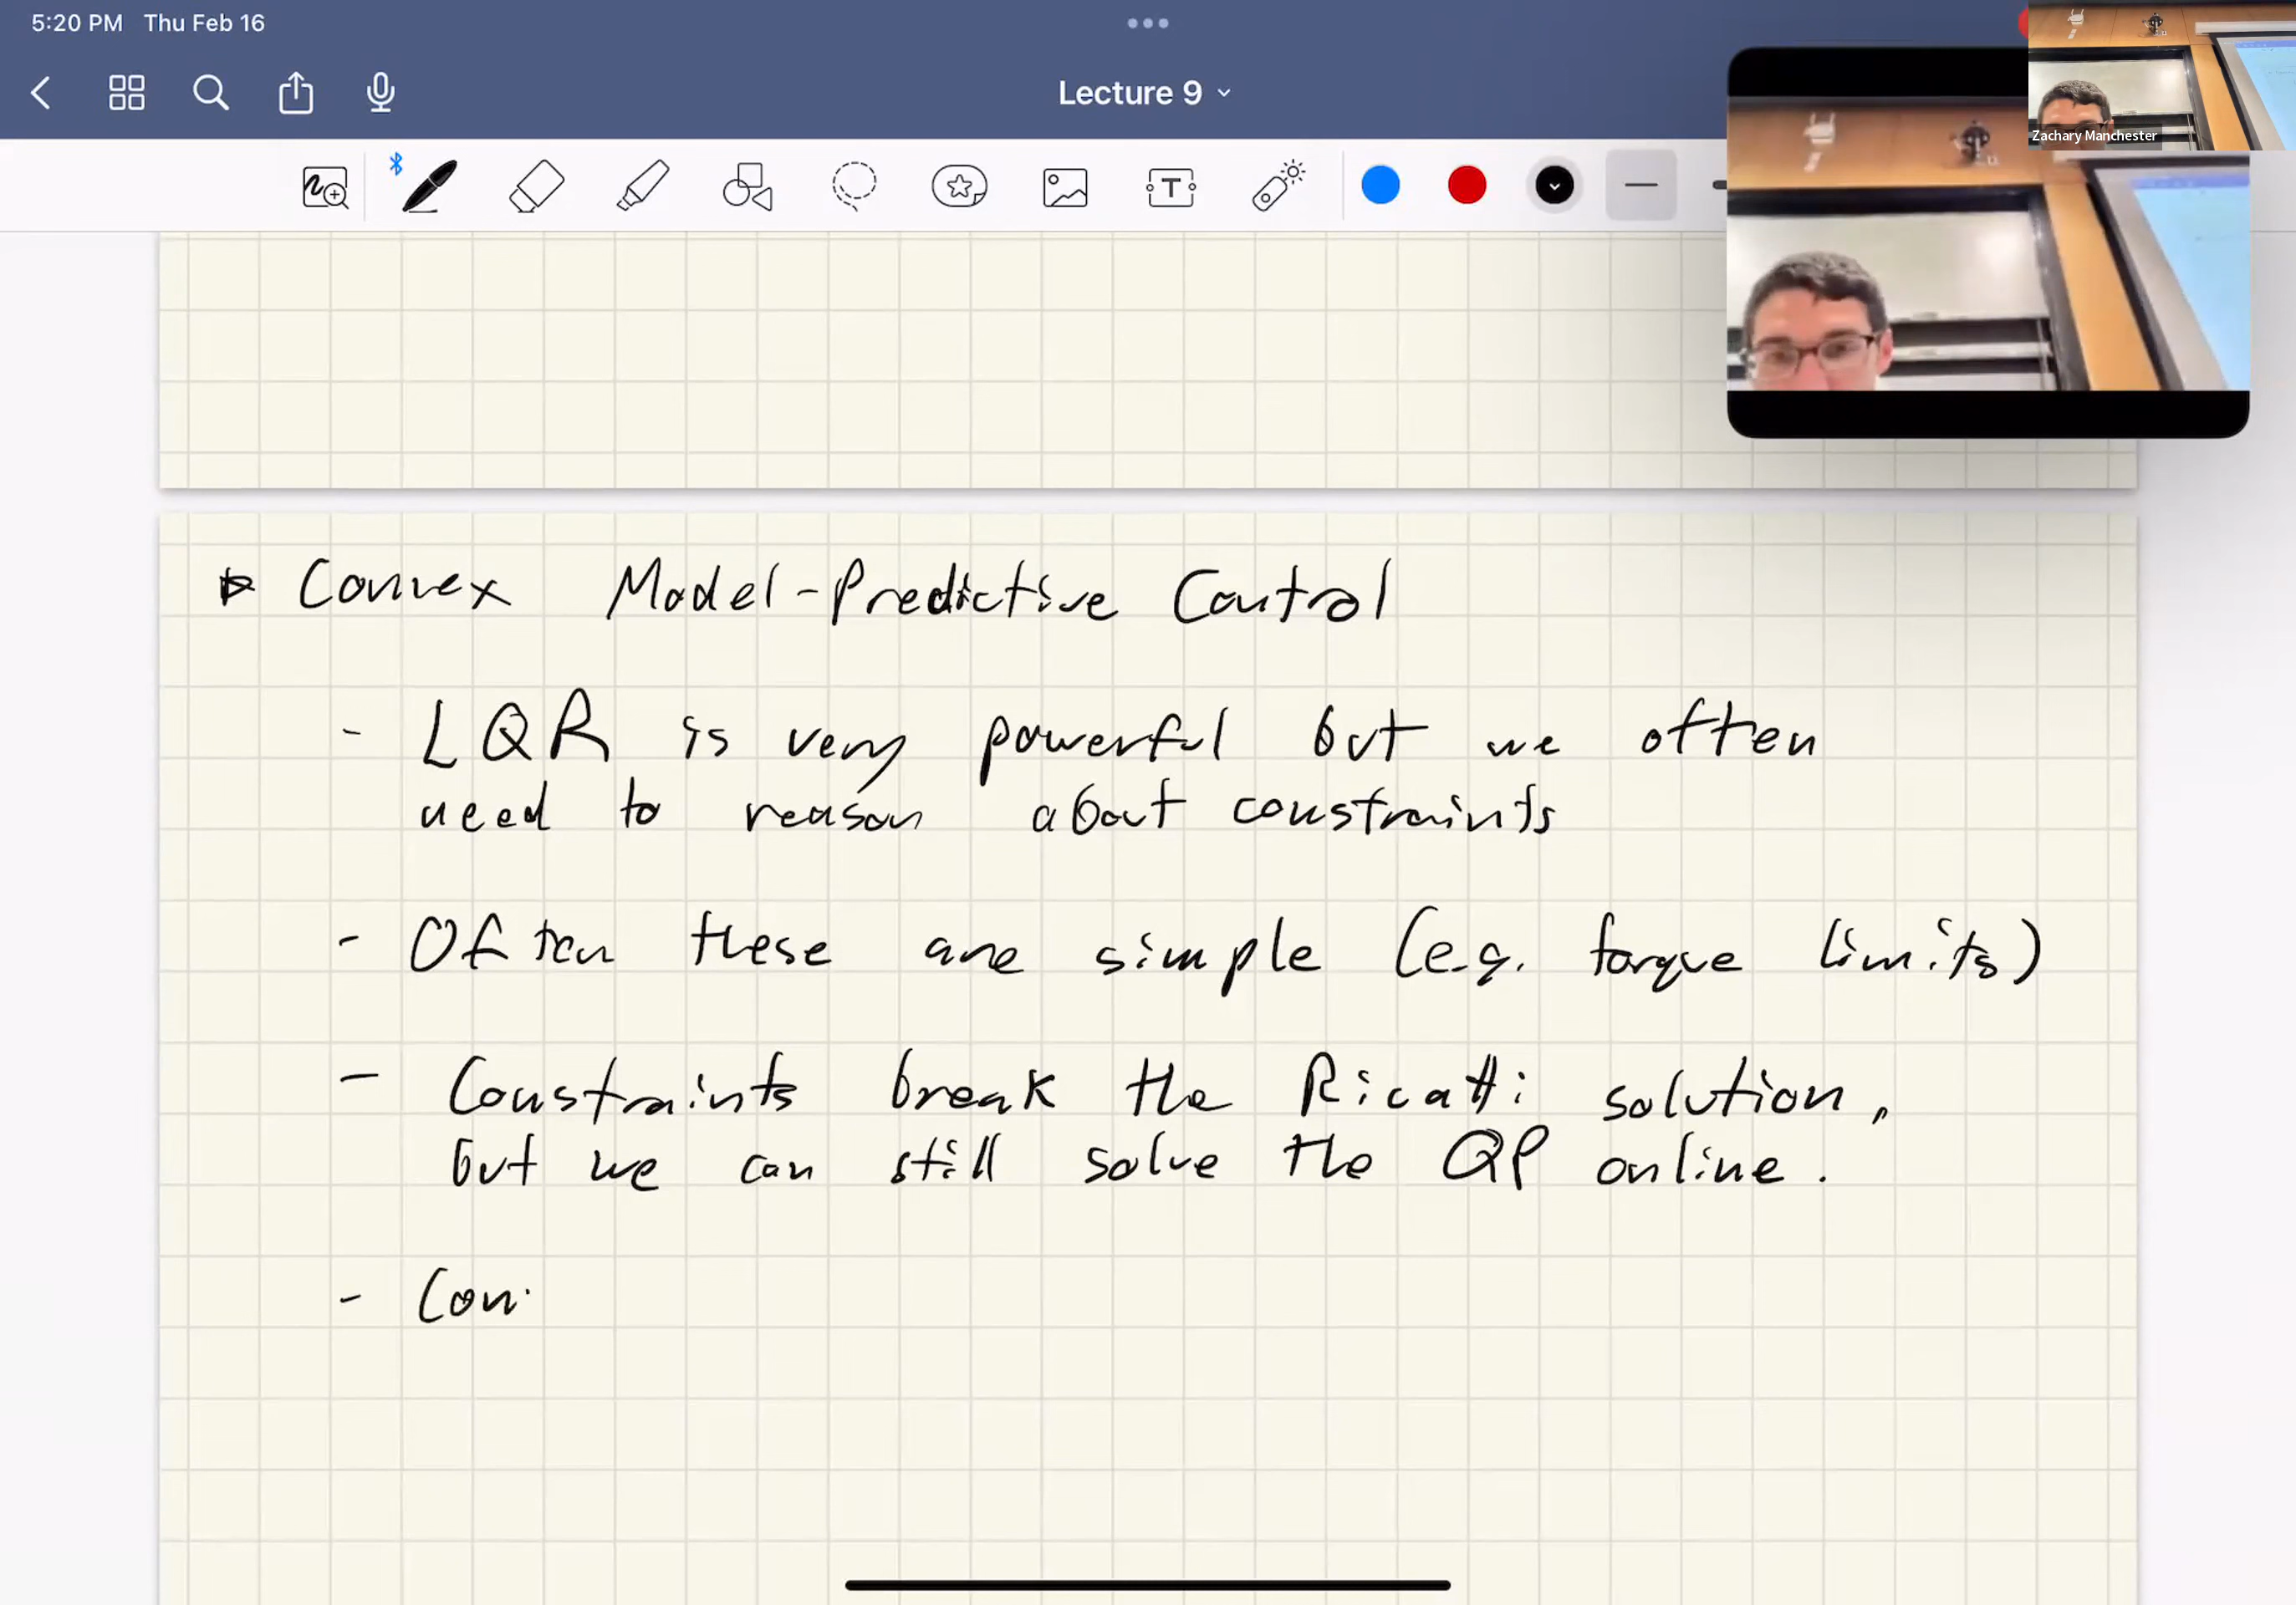 5:20 PM Thu Feb 16
Lecture 9
Zachary Manchester
Convex Model-Predictive Control
- LQR is very powerful but we often
need to reason about constraints
- Often these are simple (e.g. torque limits)
- Constraints break the Ricatti solution,
but we can still solve the QP online.
- Con